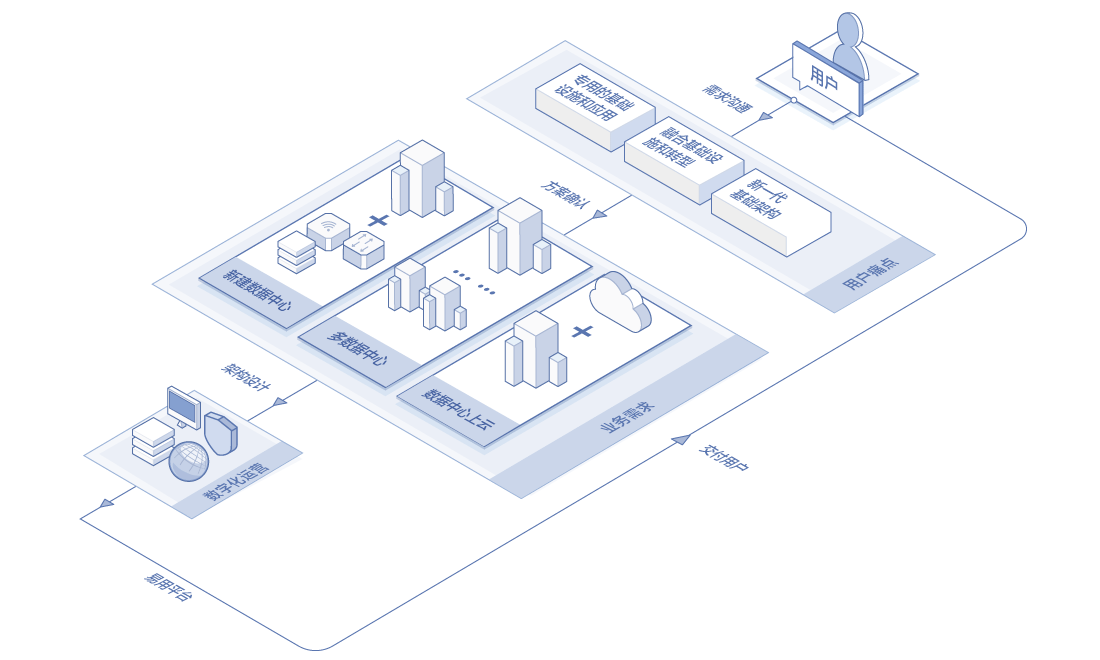 用户
需求沟通
专用的基础
设施和应用
融合基础设
施和转型
新一代
基础架构
用户痛点
方案确认
新建数据中心
多数据中心
数据中心上云
业务需求
架构设计
数字化运营
交付用户
易用平台